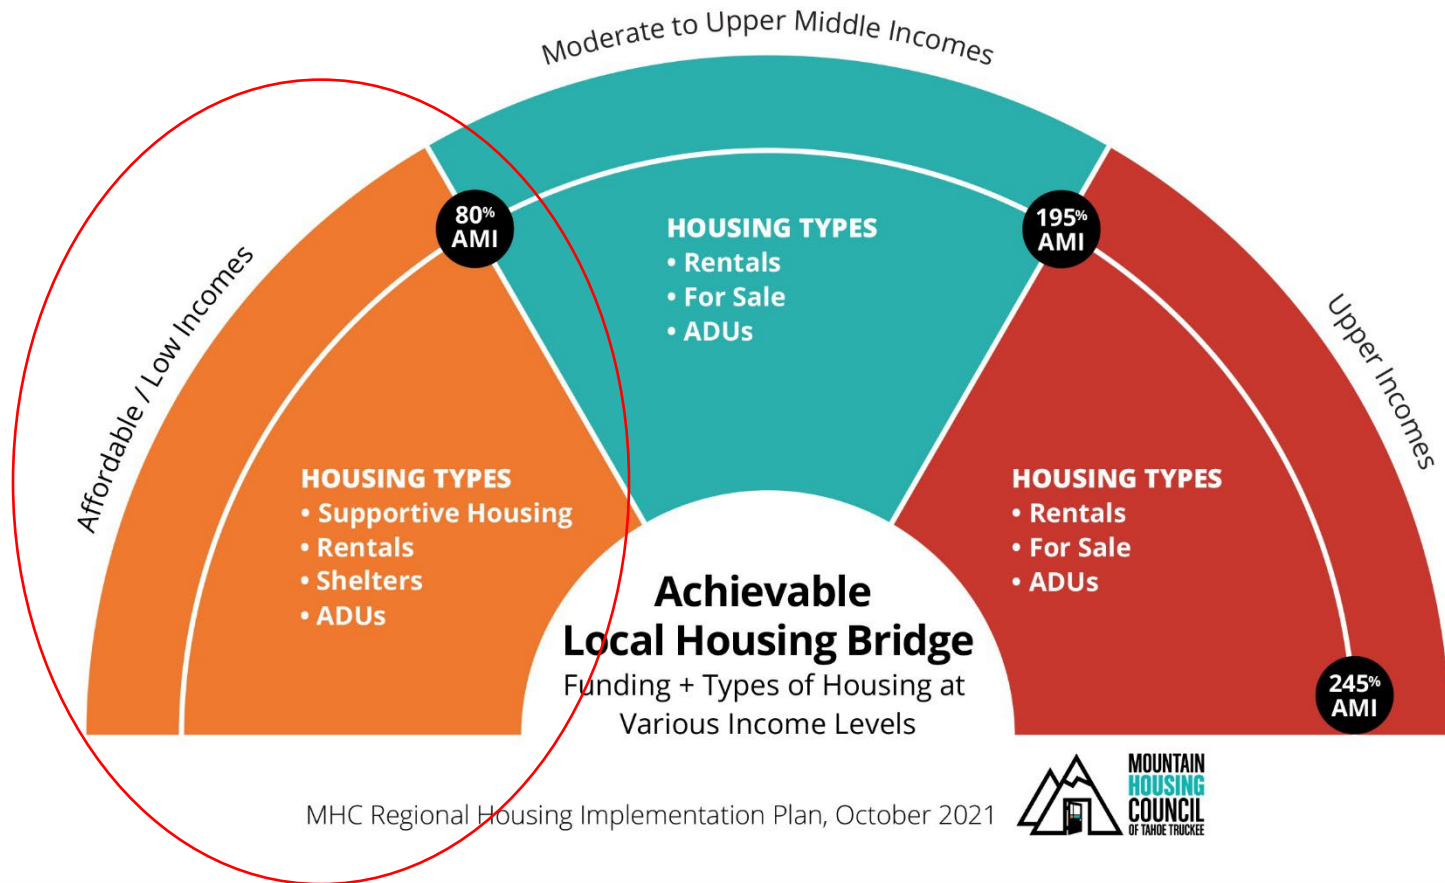 Moderate to Upper Middle Incomes
Affordable / Low Incomes
Upper Incomes
80% AMI
195% AMI
245% AMI
HOUSING TYPES
• Rentals
• For Sale
• ADUs
HOUSING TYPES
• Supportive Housing
• Rentals
• Shelters
• ADUs
HOUSING TYPES
• Rentals
• For Sale
• ADUs
Achievable
Local Housing Bridge
Funding + Types of Housing at
Various Income Levels
MHC Regional Housing Implementation Plan, October 2021
MOUNTAIN
HOUSING
COUNCIL
OF TAHOE TRUCKEE